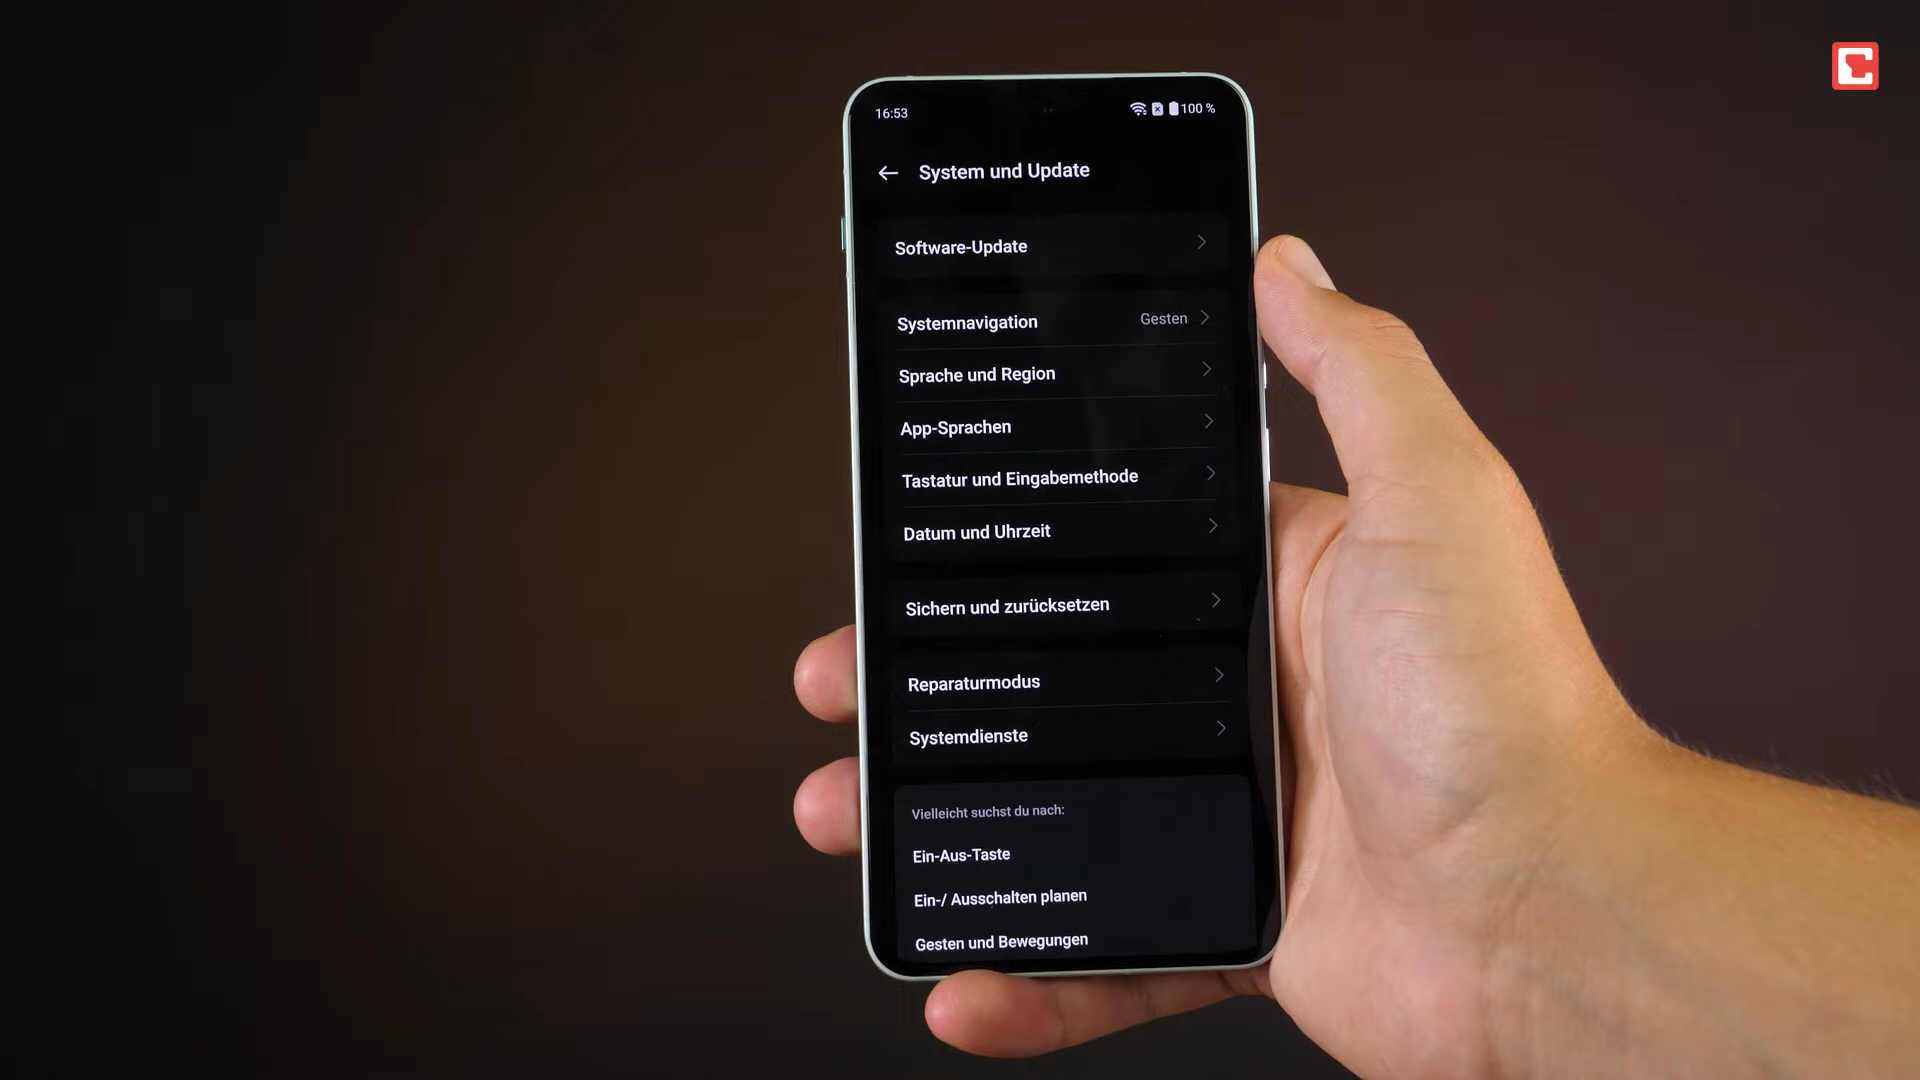 16:53
100 %
System und Update
Software-Update
Systemnavigation Gesten
Sprache und Region
App-Sprachen
Tastatur und Eingabemethode
Datum und Uhrzeit
Sichern und zurücksetzen
Reparaturmodus
Systemdienste
Vielleicht suchst du nach:
Ein-Aus-Taste
Ein-/ Ausschalten planen
Gesten und Bewegungen